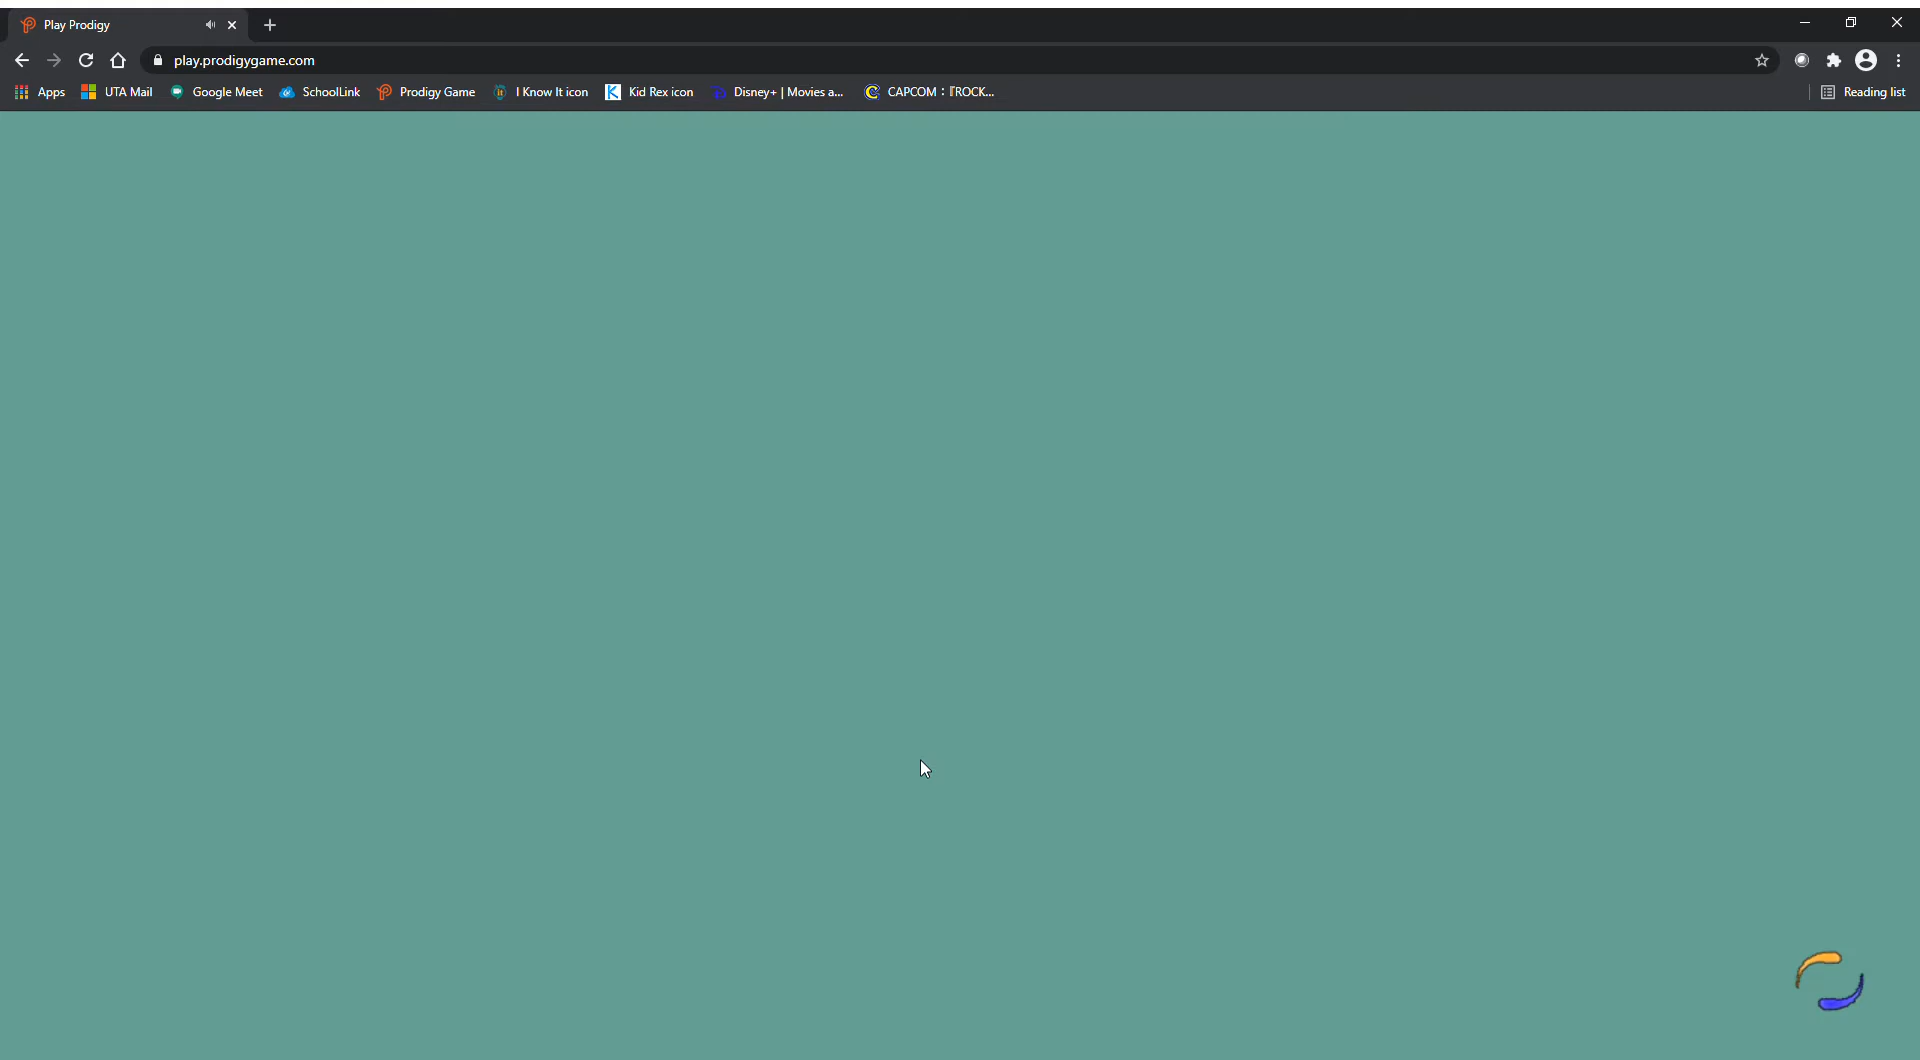 Play Prodigy
play.prodigygame.com
Apps UTA Mail Google Meet SchoolLink Prodigy Game I Know It icon Kid Rex icon Disney+ | Movies a... CAPCOM：『ROCK... Reading list